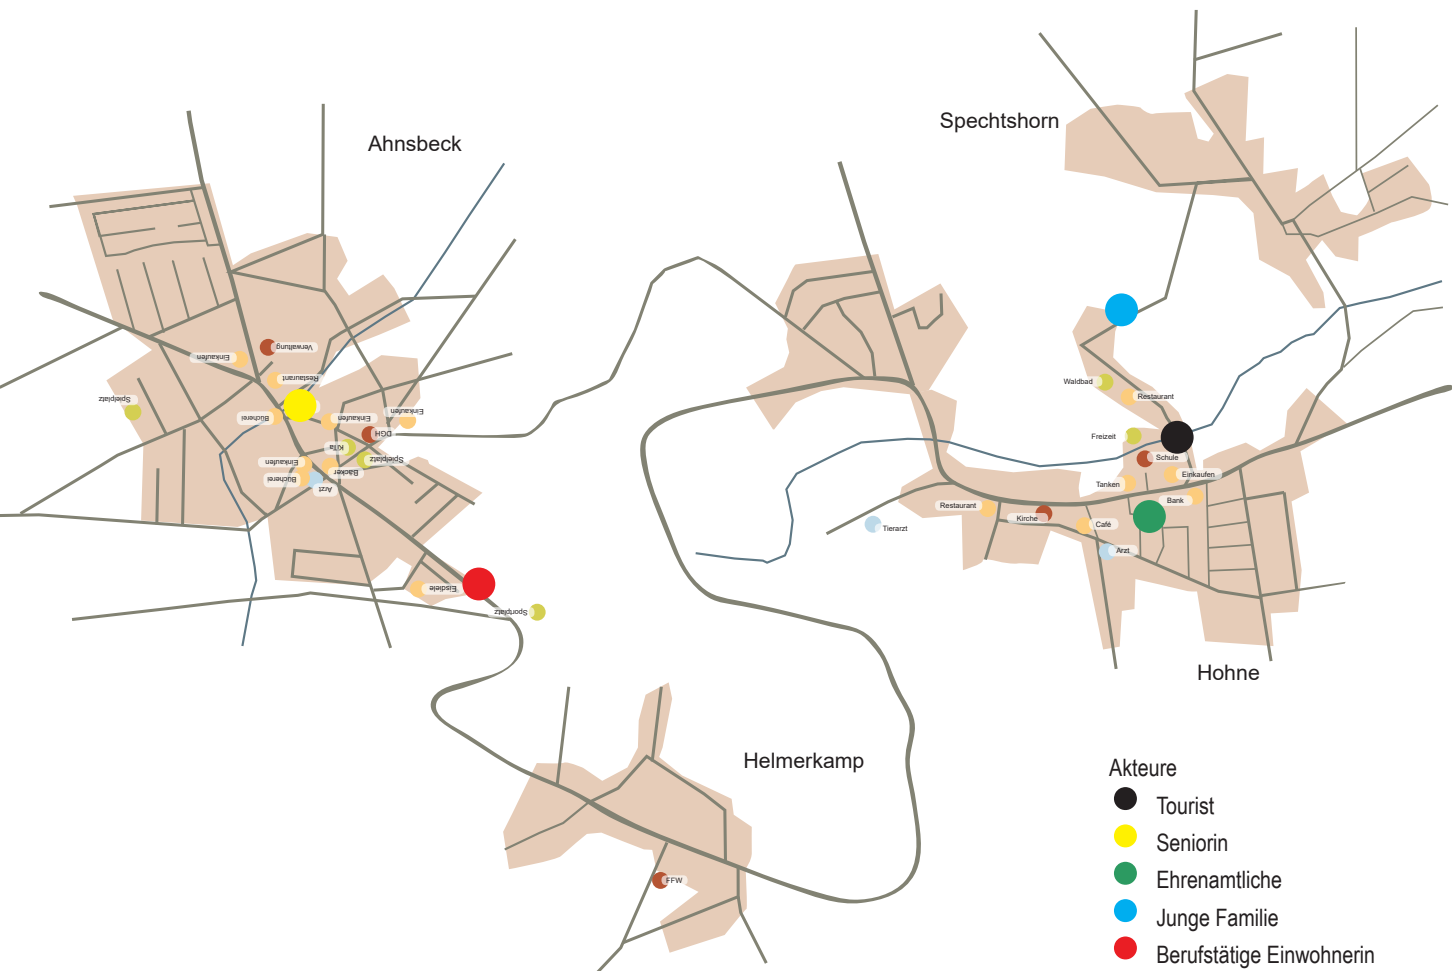 Spechtshorn
Ahnsbeck
Verwaltung
Einkaufen
Restaurant
Spielplatz
Bücherei
Einkaufen
Einkaufen
DGH
KiTa
Einkaufen
Bäcker
Spielplatz
Bücherei
Arzt
Eisdiele
Sportplatz
Waldbad
Restaurant
Freizeit
Schule
Einkaufen
Tanken
Bank
Restaurant
Kirche
Café
Tierarzt
Arzt
Hohne
Helmerkamp
FFW
Akteure
Tourist
Seniorin
Ehrenamtliche
Junge Familie
Berufstätige Einwohnerin